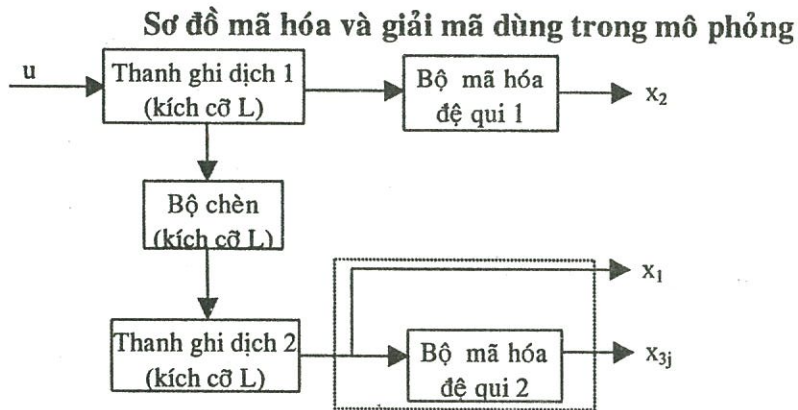 Sơ đồ mã hóa và giải mã dùng trong mô phỏng
u
Thanh ghi dịch 1
(kích cỡ L)
Bộ mã hóa
đệ qui 1
x₂
Bộ chèn
(kích cỡ L)
x₁
Thanh ghi dịch 2
(kích cỡ L)
Bộ mã hóa
đệ qui 2
x₃ⱼ